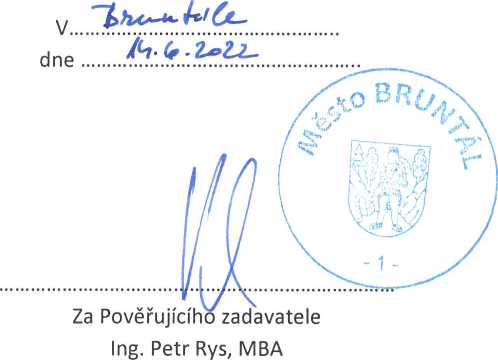 V Bruntále
dne 14.6.2022
Město BRUNTÁL
- 1 -
Za Pověřujícího zadavatele
Ing. Petr Rys, MBA